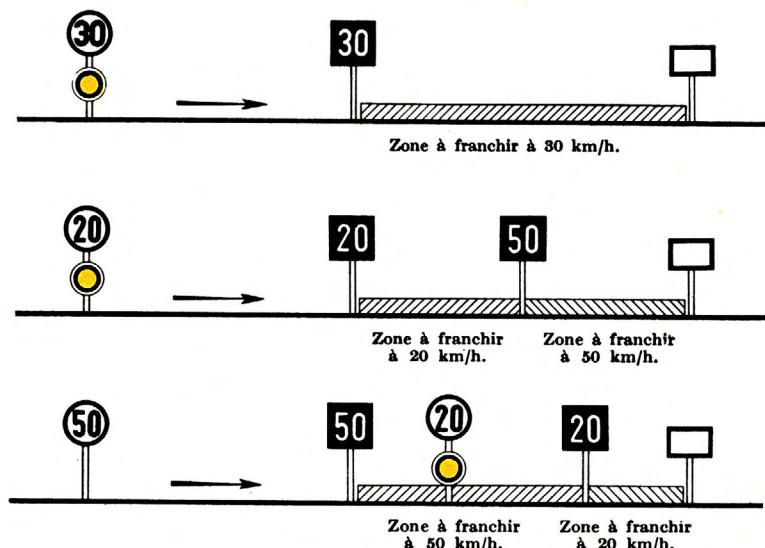 30
30
Zone à franchir à 30 km/h.
20
20
50
Zone à franchir
à 20 km/h.
Zone à franchir
à 50 km/h.
50
50
20
20
Zone à franchir
à 50 km/h.
Zone à franchir
à 20 km/h.